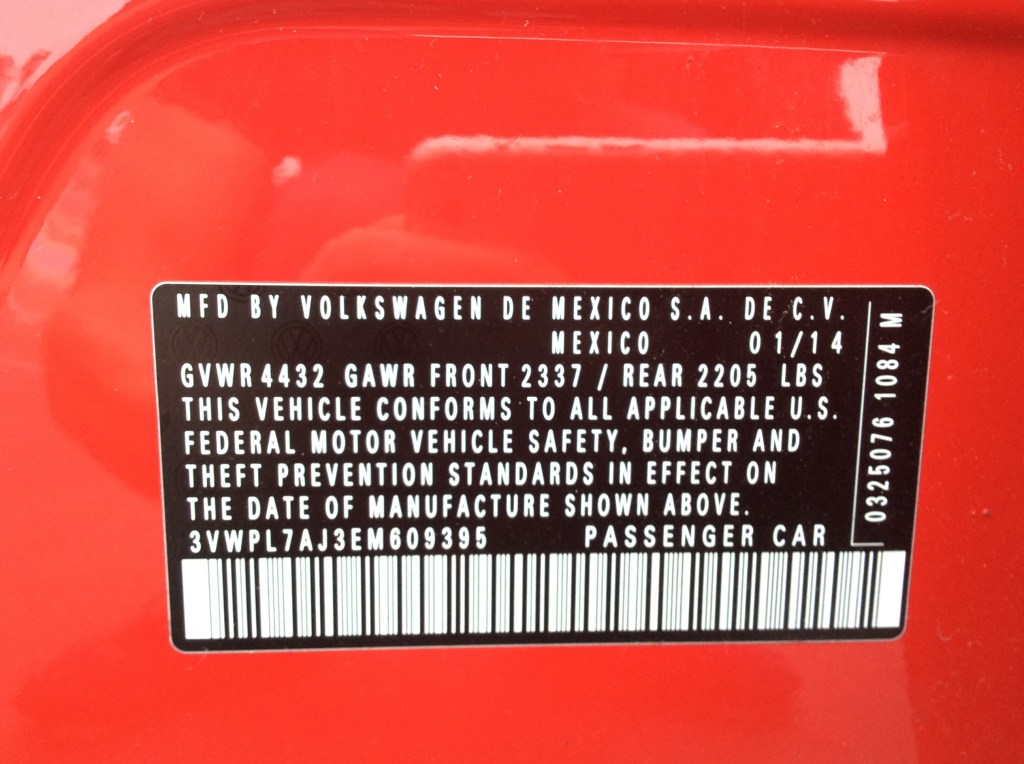 MFD BY VOLKSWAGEN DE MEXICO S.A. DE C.V.
MEXICO 01/14
GVWR 4432 GAWR FRONT 2337 / REAR 2205 LBS
THIS VEHICLE CONFORMS TO ALL APPLICABLE U.S.
FEDERAL MOTOR VEHICLE SAFETY, BUMPER AND
THEFT PREVENTION STANDARDS IN EFFECT ON
THE DATE OF MANUFACTURE SHOWN ABOVE.
3VWPL7AJ3EM609395 PASSENGER CAR
0325076 1084 M